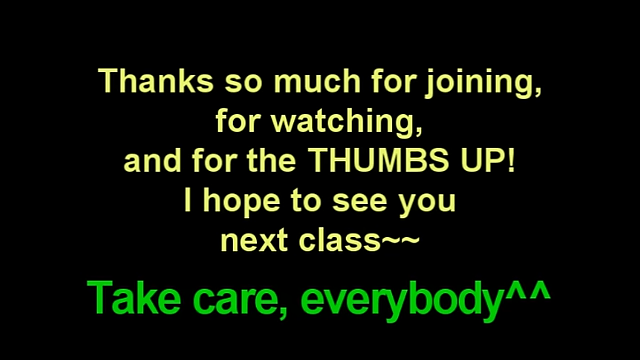 Thanks so much for joining,
for watching,
and for the THUMBS UP!
I hope to see you
next class~~
Take care, everybody^^